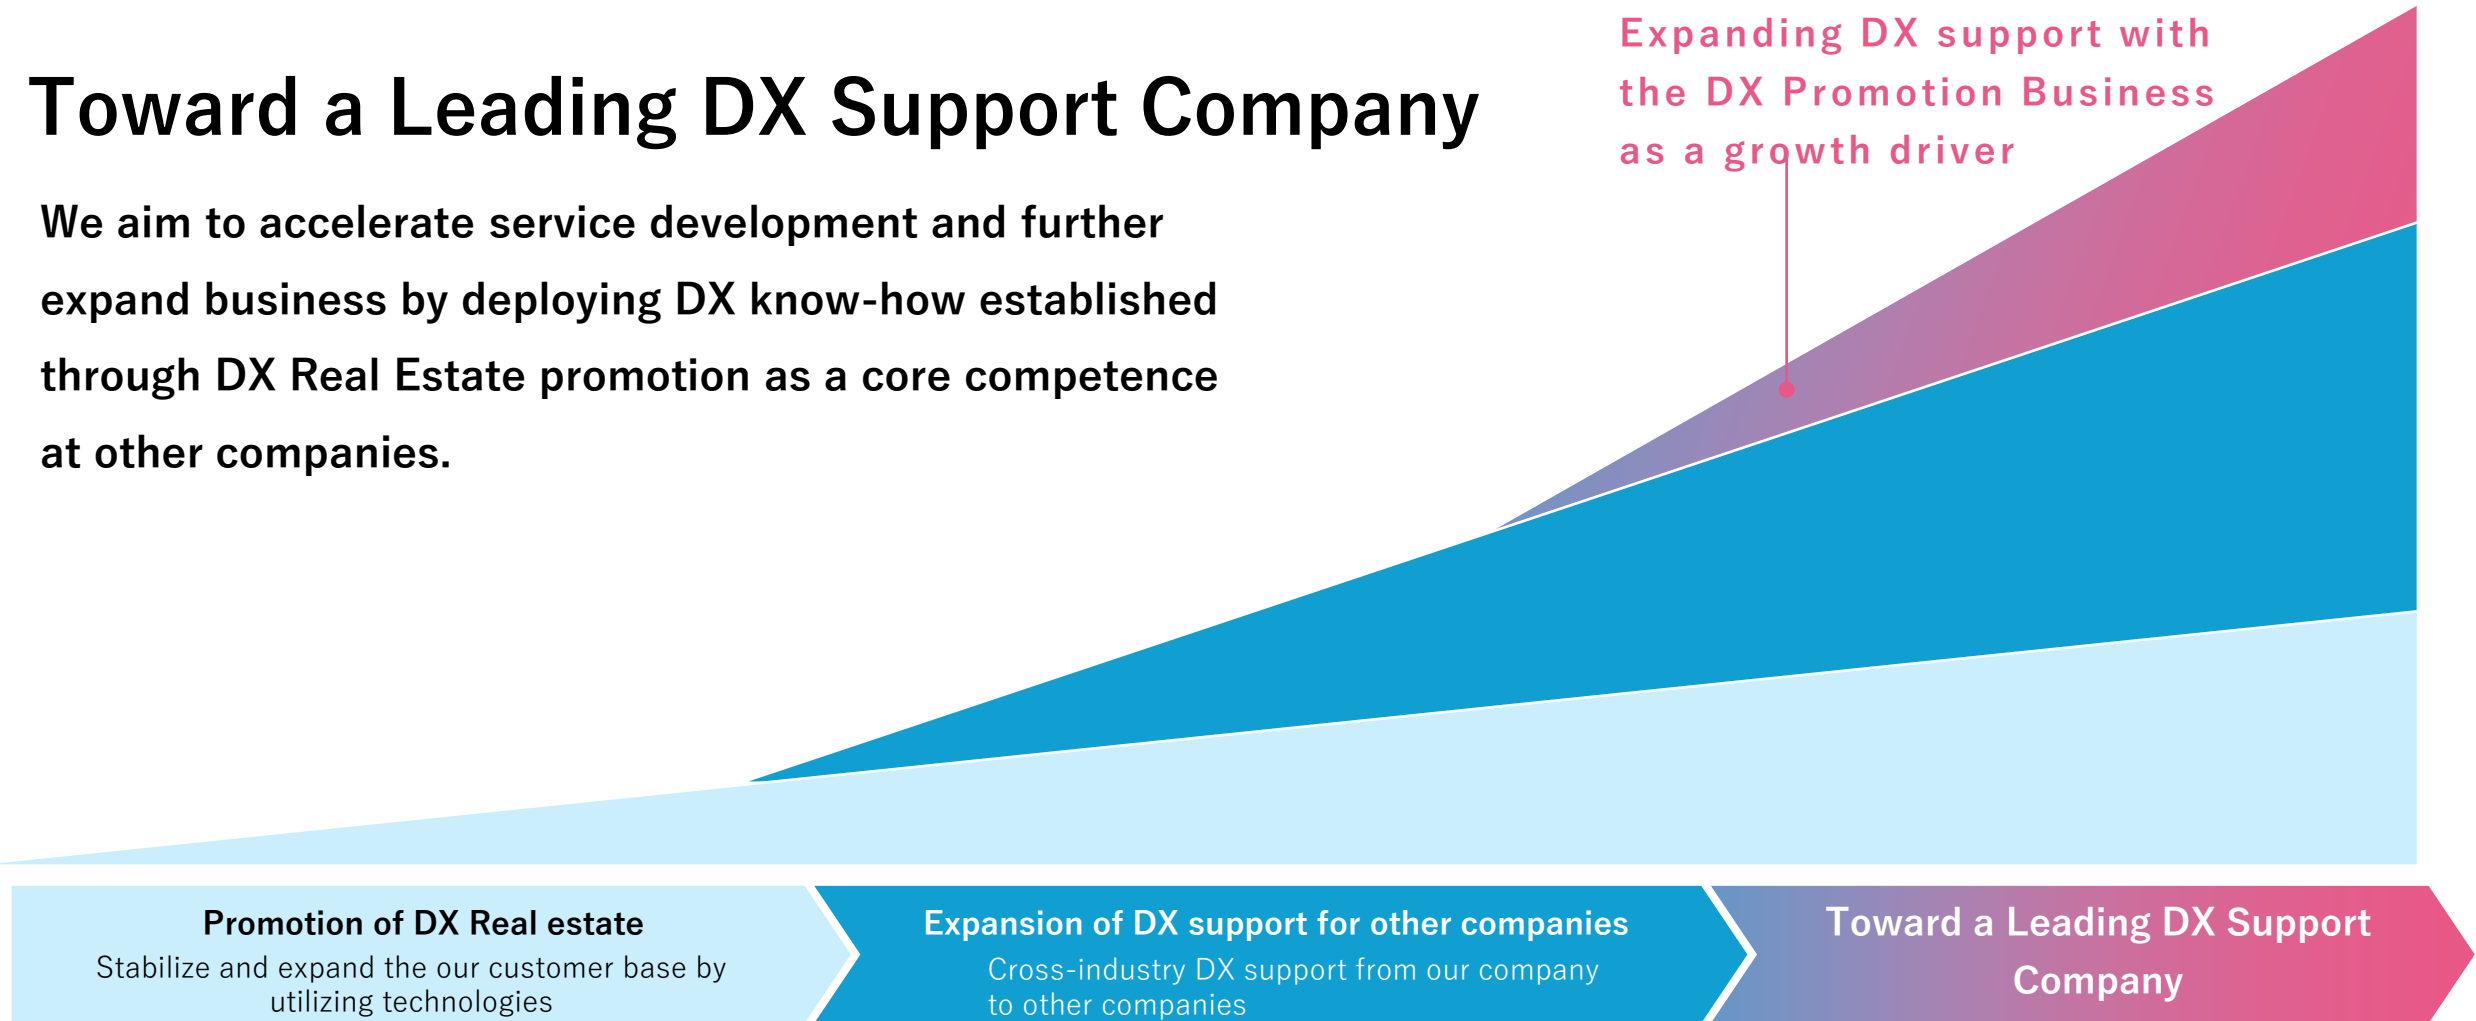 Toward a Leading DX Support Company
We aim to accelerate service development and further
expand business by deploying DX know-how established
through DX Real Estate promotion as a core competence
at other companies.
Expanding DX support with
the DX Promotion Business
as a growth driver
Promotion of DX Real estate
Stabilize and expand the our customer base by
utilizing technologies
Expansion of DX support for other companies
Cross-industry DX support from our company
to other companies
Toward a Leading DX Support
Company